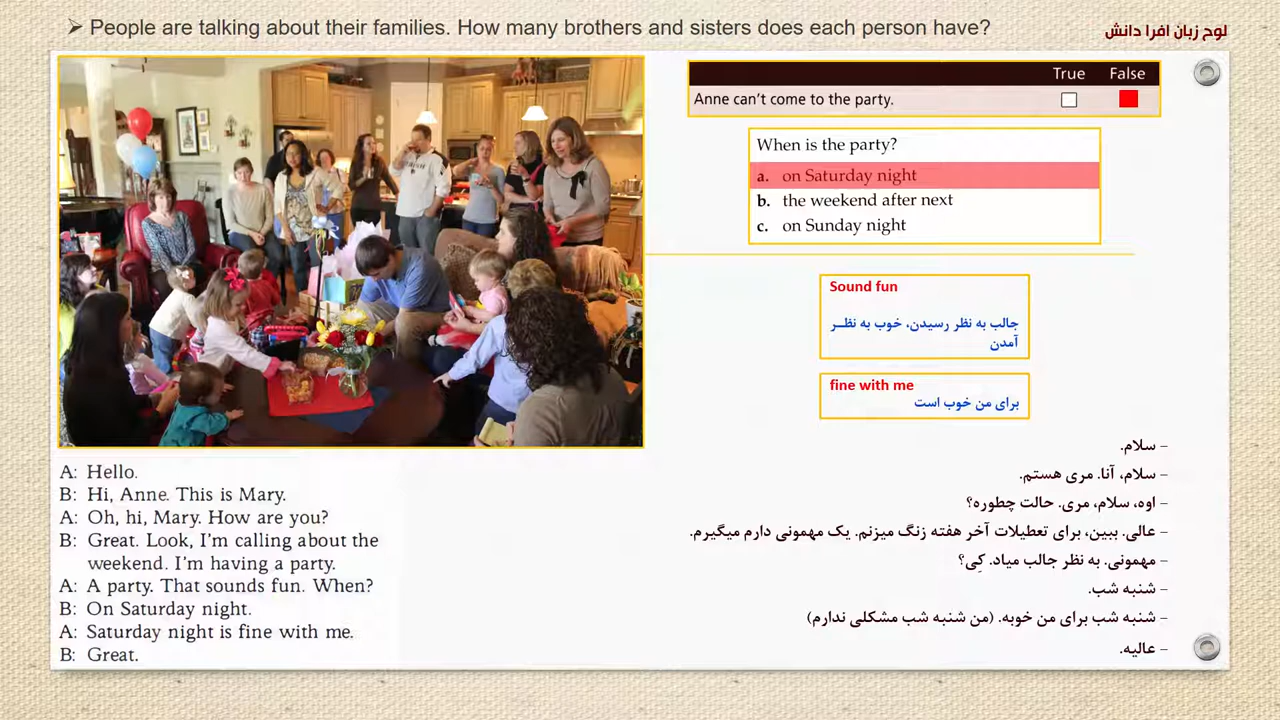 ➢ People are talking about their families. How many brothers and sisters does each person have?
لوح زبان افرا دانش
True False
Anne can't come to the party.
When is the party?
a. on Saturday night
b. the weekend after next
c. on Sunday night
Sound fun
جالب به نظر رسیدن، خوب به نظـر
آمدن
fine with me
برای من خوب است
A: Hello.
B: Hi, Anne. This is Mary.
A: Oh, hi, Mary. How are you?
B: Great. Look, I'm calling about the
weekend. I'm having a party.
A: A party. That sounds fun. When?
B: On Saturday night.
A: Saturday night is fine with me.
B: Great.
- سلام.
- سلام، آنا. مری هستم.
- اوه، سلام، مری. حالت چطوره؟
- عالی. ببین، برای تعطیلات آخر هفته زنگ میزنم. یک مهمونی دارم میگیرم.
- مهمونی. به نظر جالب میاد. کِی؟
- شنبه شب.
- شنبه شب برای من خوبه. (من شنبه شب مشکلی ندارم)
- عالیه.